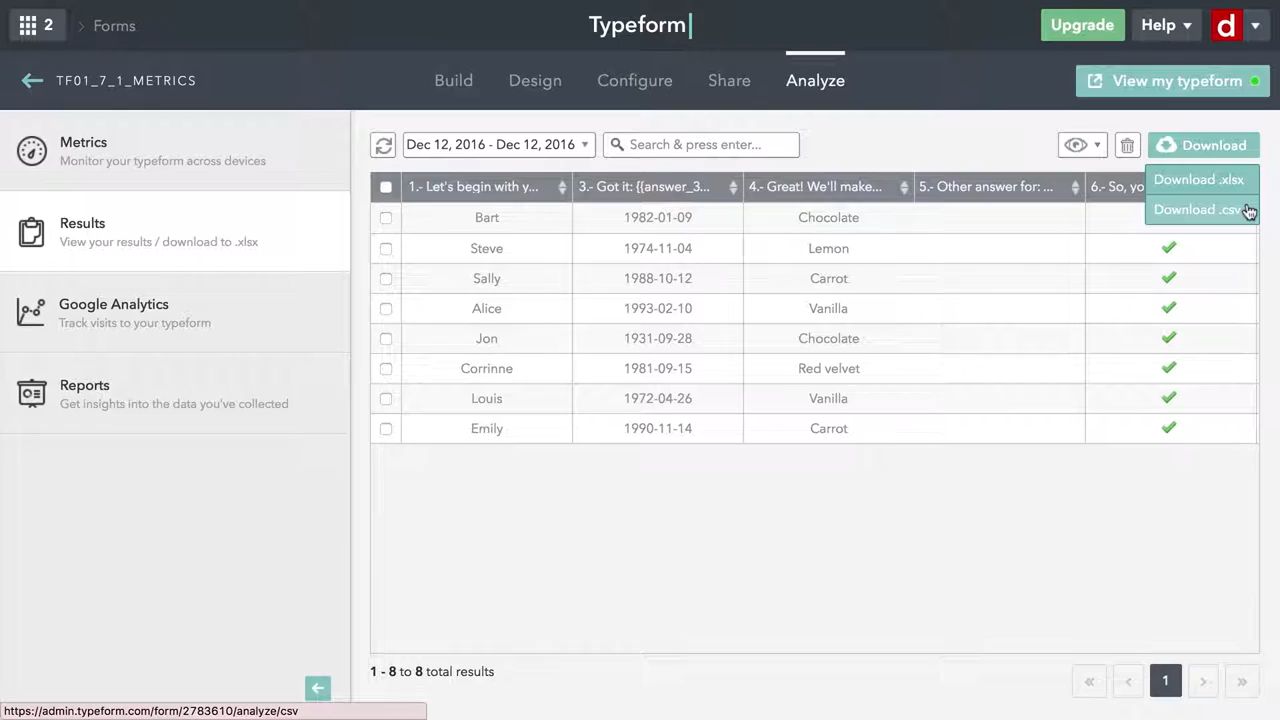 2
Forms
Typeform
Upgrade
Help
d
TF01_7_1_METRICS
Build
Design
Configure
Share
Analyze
View my typeform
Metrics
Monitor your typeform across devices
Results
View your results / download to .xlsx
Google Analytics
Track visits to your typeform
Reports
Get insights into the data you've collected
Dec 12, 2016 - Dec 12, 2016
Search & press enter...
Download
Download .xlsx
Download .csv
1.- Let's begin with y... 3.- Got it: {{answer_3... 4.- Great! We'll make... 5.- Other answer for: ... 6.- So, yo
Bart 1982-01-09 Chocolate
Steve 1974-11-04 Lemon
Sally 1988-10-12 Carrot
Alice 1993-02-10 Vanilla
Jon 1931-09-28 Chocolate
Corrinne 1981-09-15 Red velvet
Louis 1972-04-26 Vanilla
Emily 1990-11-14 Carrot
1 - 8 to 8 total results
« ‹ 1 › »
https://admin.typeform.com/form/2783610/analyze/csv